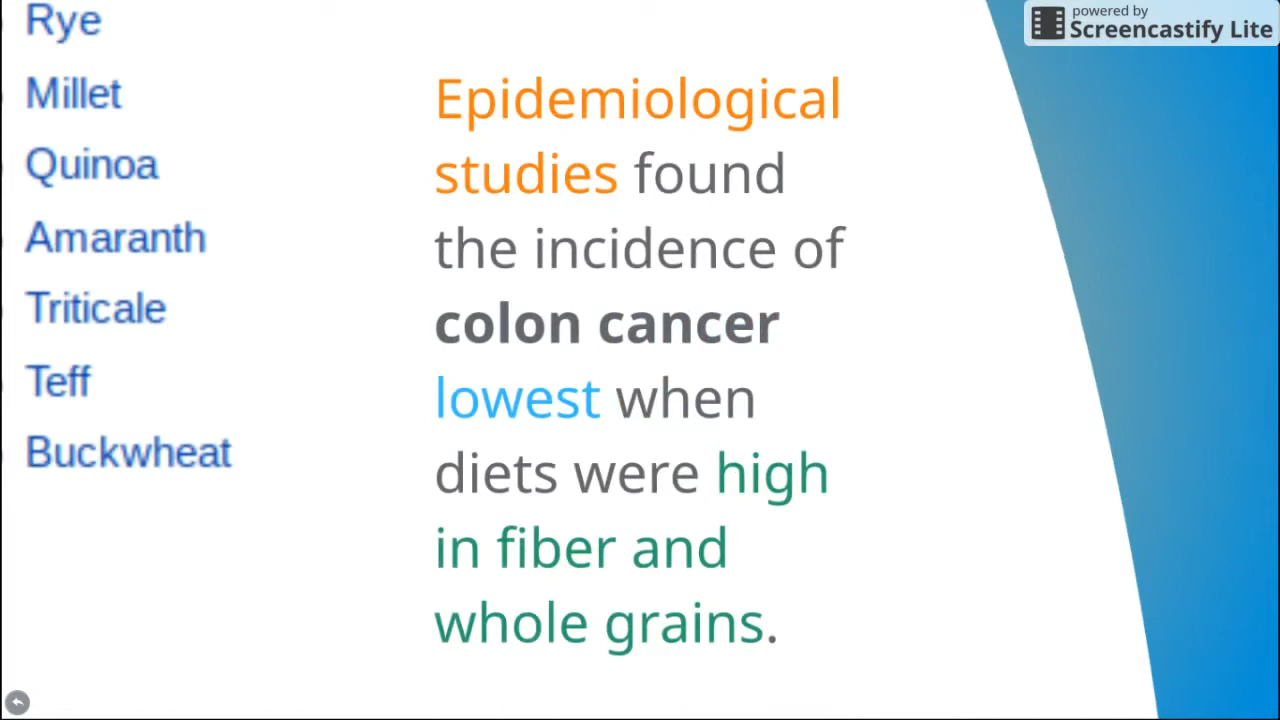 powered by
Screencastify Lite
Rye
Millet
Quinoa
Amaranth
Triticale
Teff
Buckwheat
Epidemiological
studies found
the incidence of
colon cancer
lowest when
diets were high
in fiber and
whole grains.